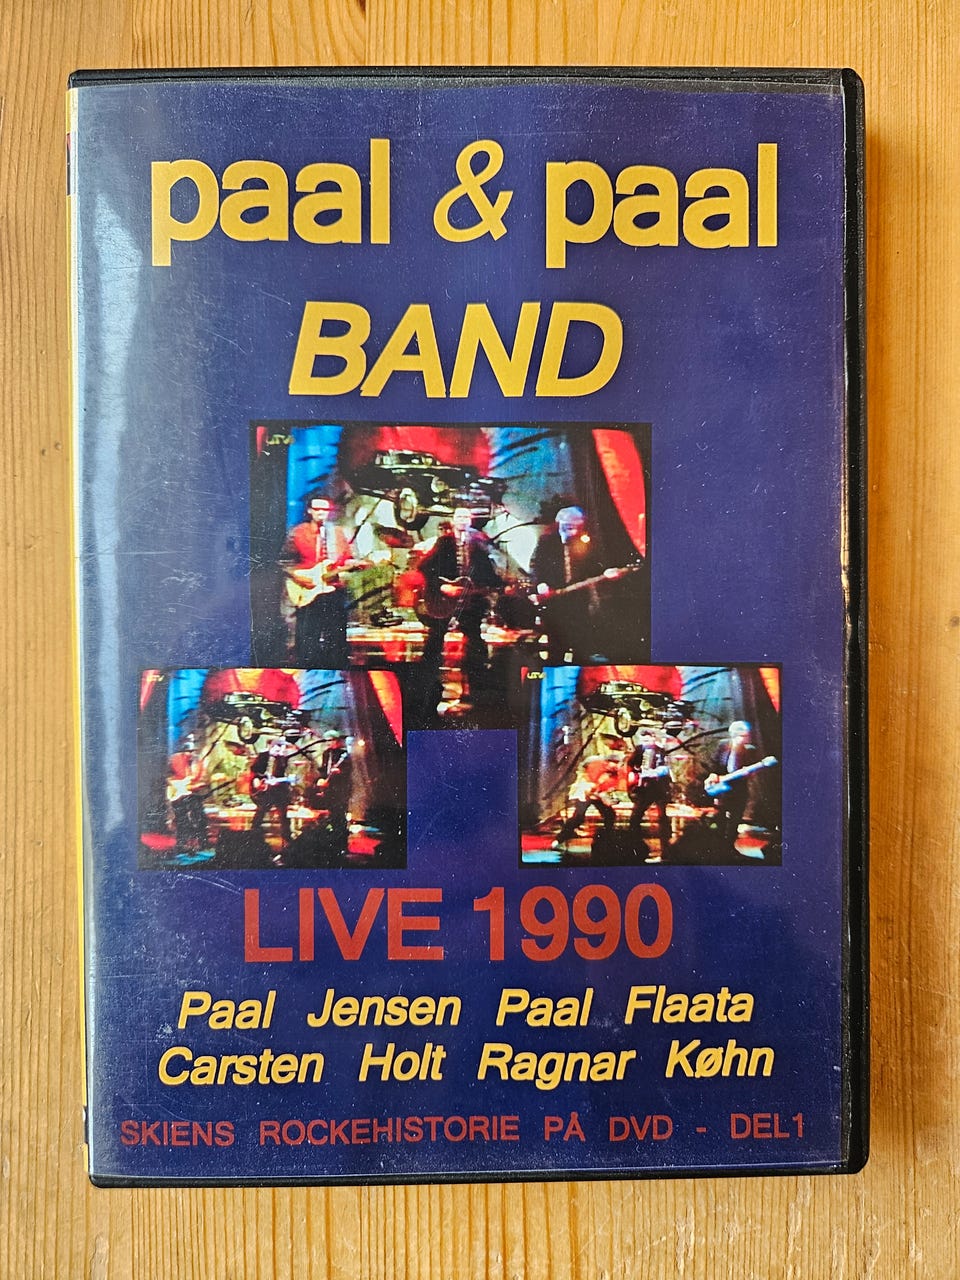 paal & paal
BAND
LIVE 1990
Paal Jensen Paal Flaata
Carsten Holt Ragnar Køhn
SKIENS ROCKEHISTORIE PÅ DVD - DEL1